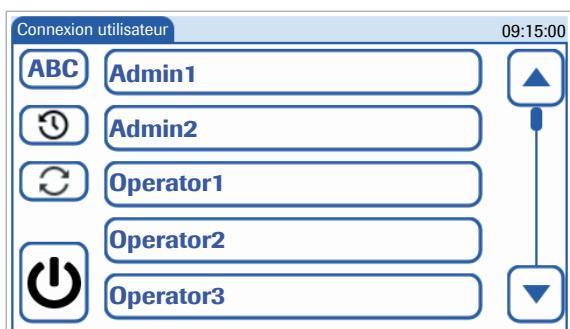 Connexion utilisateur
09:15:00
ABC
Admin1
Admin2
Operator1
Operator2
Operator3